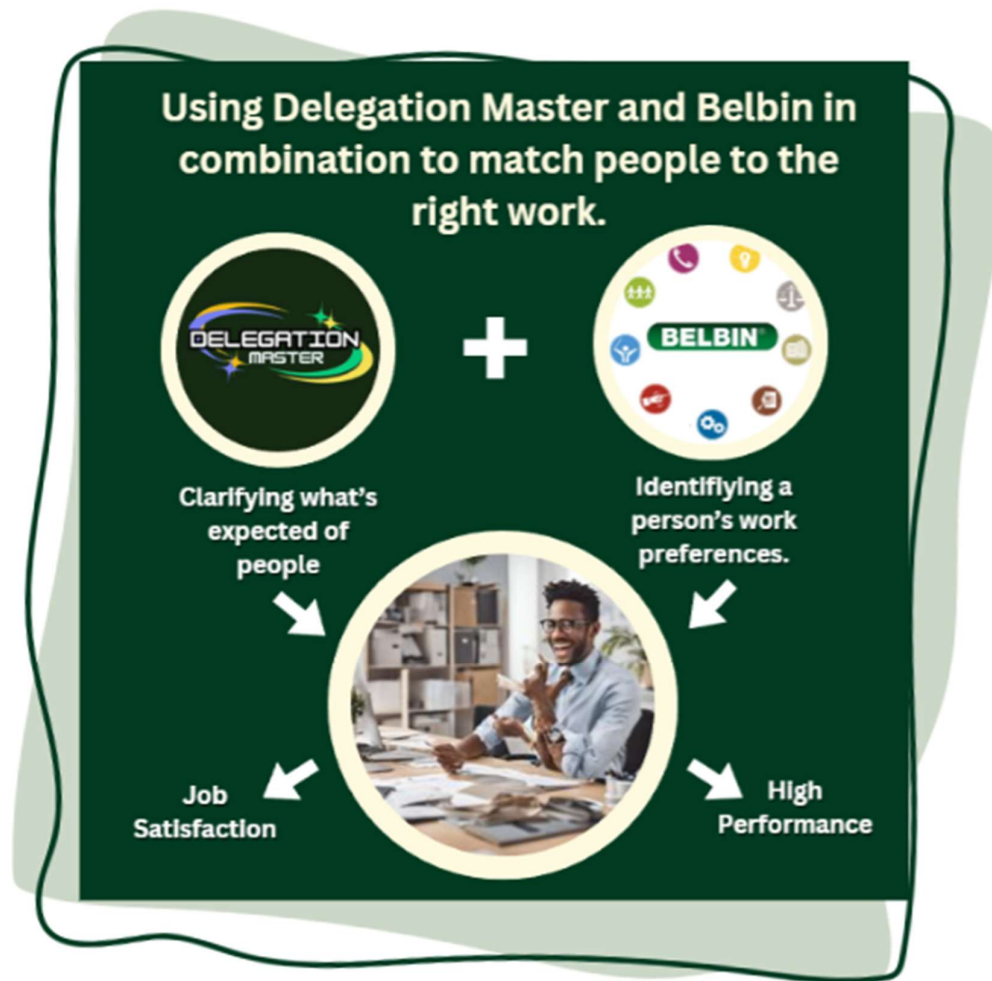 Using Delegation Master and Belbin in
combination to match people to the
right work.
DELEGATION
MASTER
BELBIN®
Clarifying what's
expected of
people
Identifiying a
person's work
preferences.
Job
Satisfaction
High
Performance